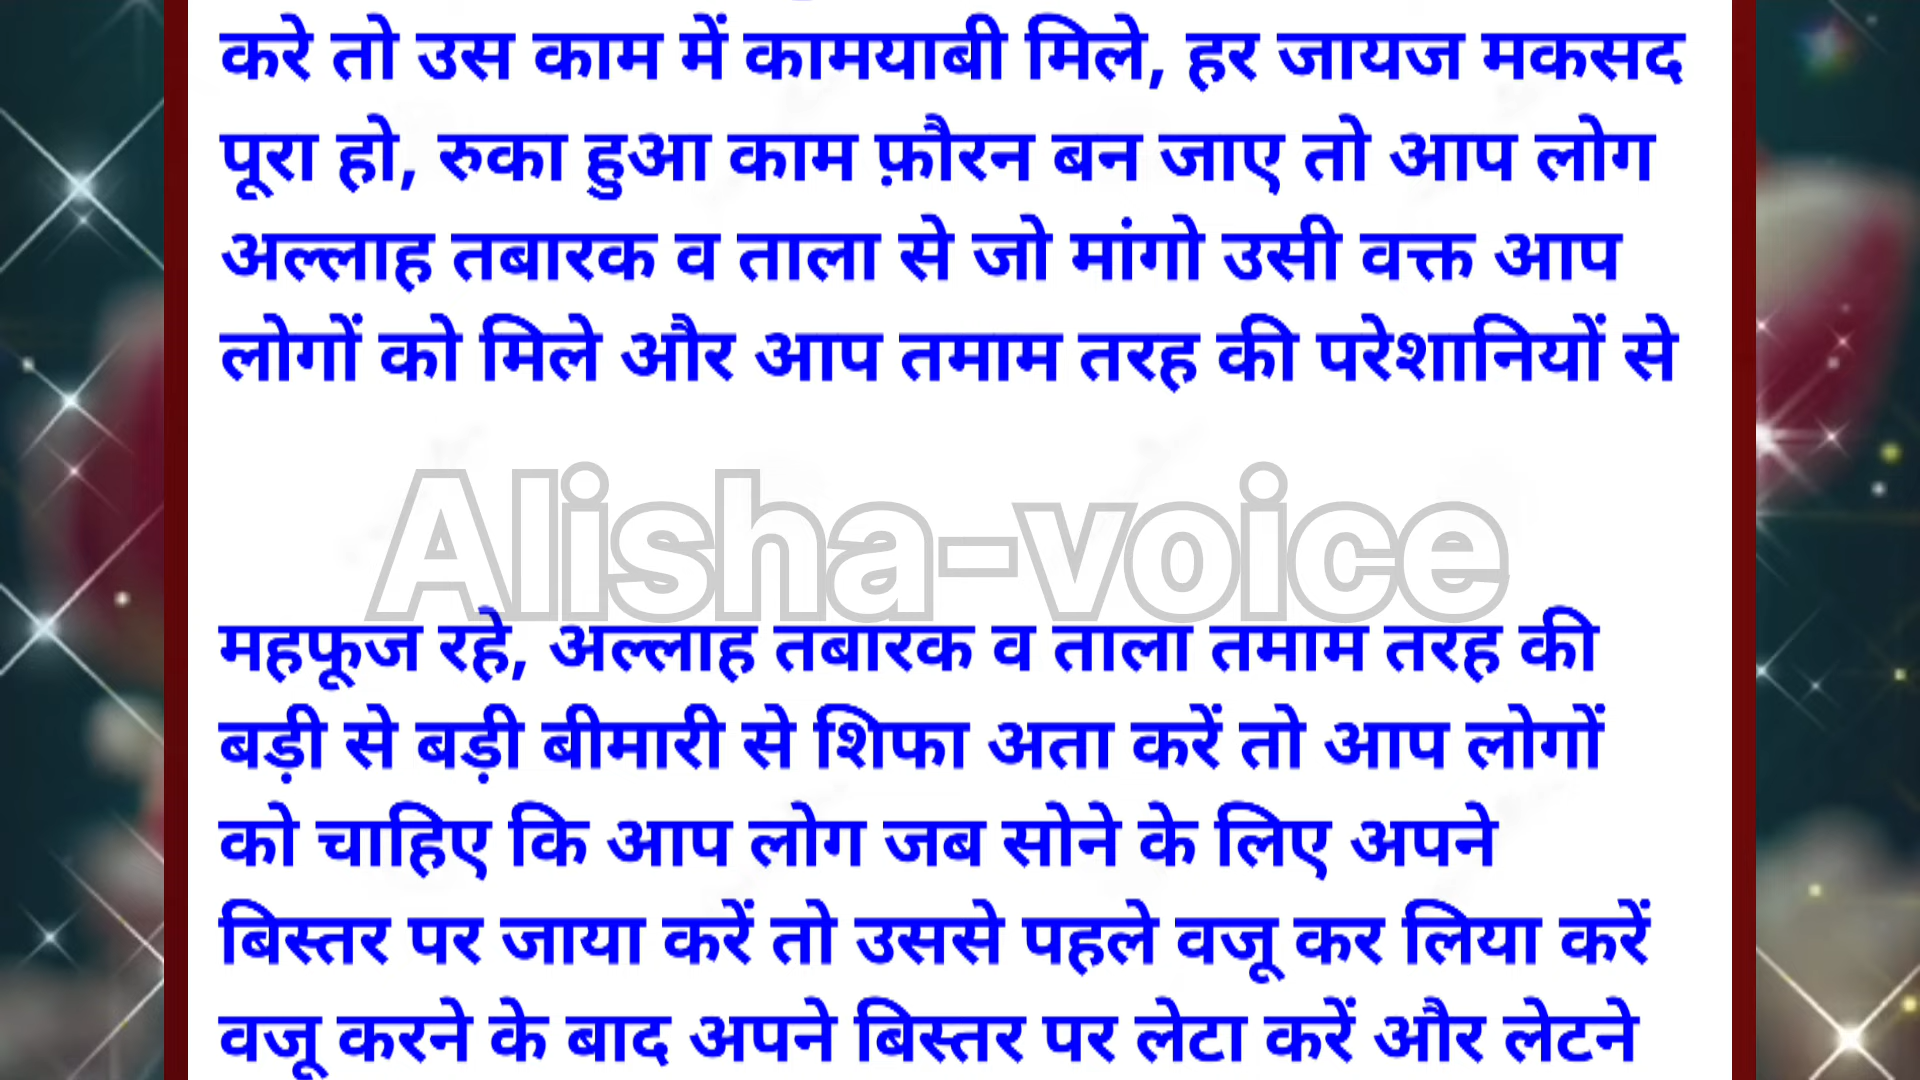 करे तो उस काम में कामयाबी मिले, हर जायज मकसद
पूरा हो, रुका हुआ काम फ़ौरन बन जाए तो आप लोग
अल्लाह तबारक व ताला से जो मांगो उसी वक्त आप
लोगों को मिले और आप तमाम तरह की परेशानियों से
Alisha-voice
महफूज रहे, अल्लाह तबारक व ताला तमाम तरह की
बड़ी से बड़ी बीमारी से शिफा अता करें तो आप लोगों
को चाहिए कि आप लोग जब सोने के लिए अपने
बिस्तर पर जाया करें तो उससे पहले वजू कर लिया करें
वजू करने के बाद अपने बिस्तर पर लेटा करें और लेटने